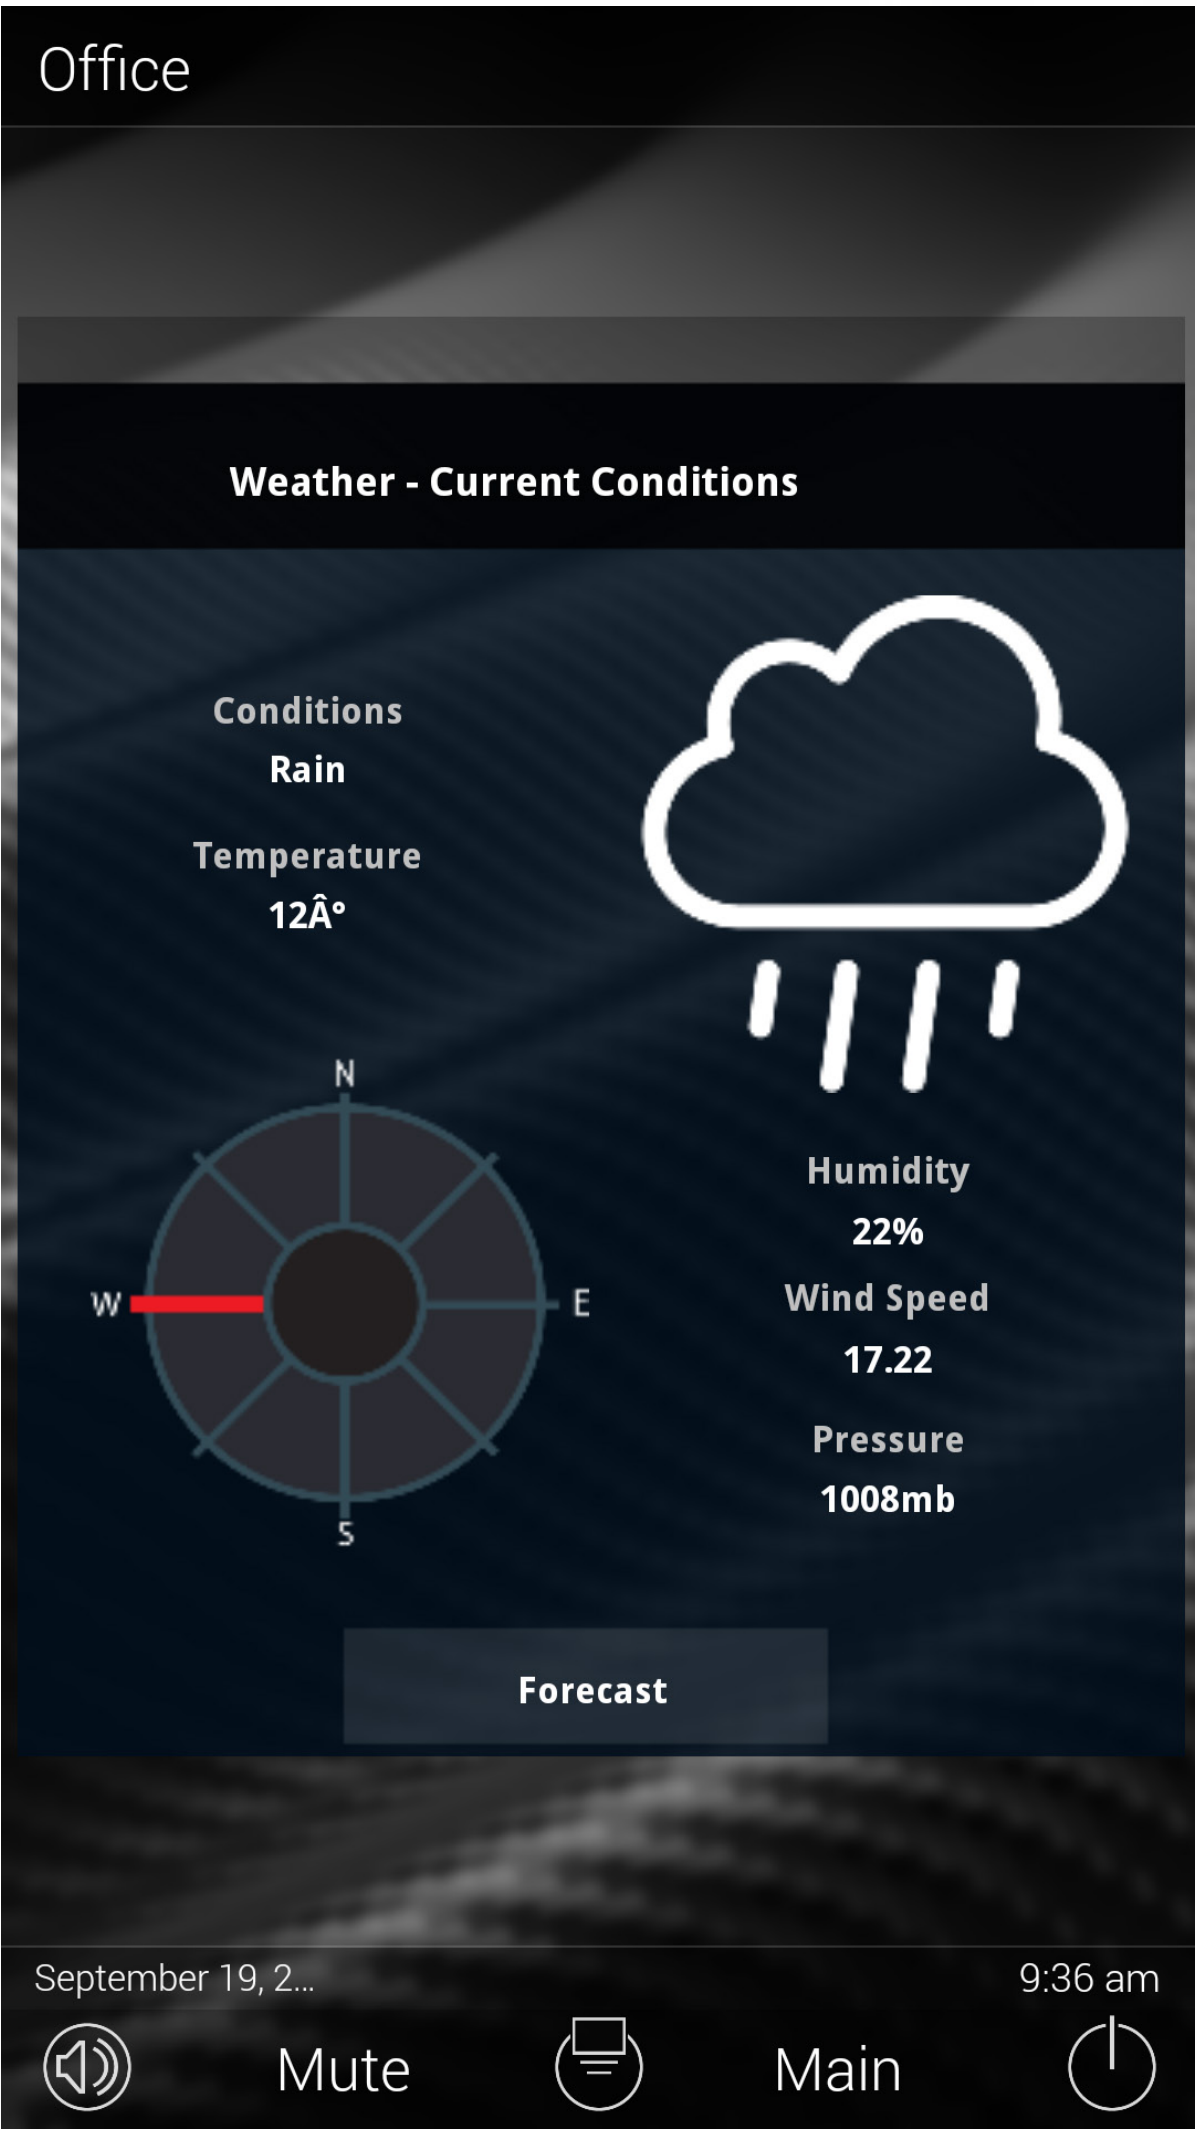 Office
Weather - Current Conditions
Conditions
Rain
Temperature
12Â°
N
W
E
S
Humidity
22%
Wind Speed
17.22
Pressure
1008mb
Forecast
September 19, 2...
9:36 am
Mute
Main